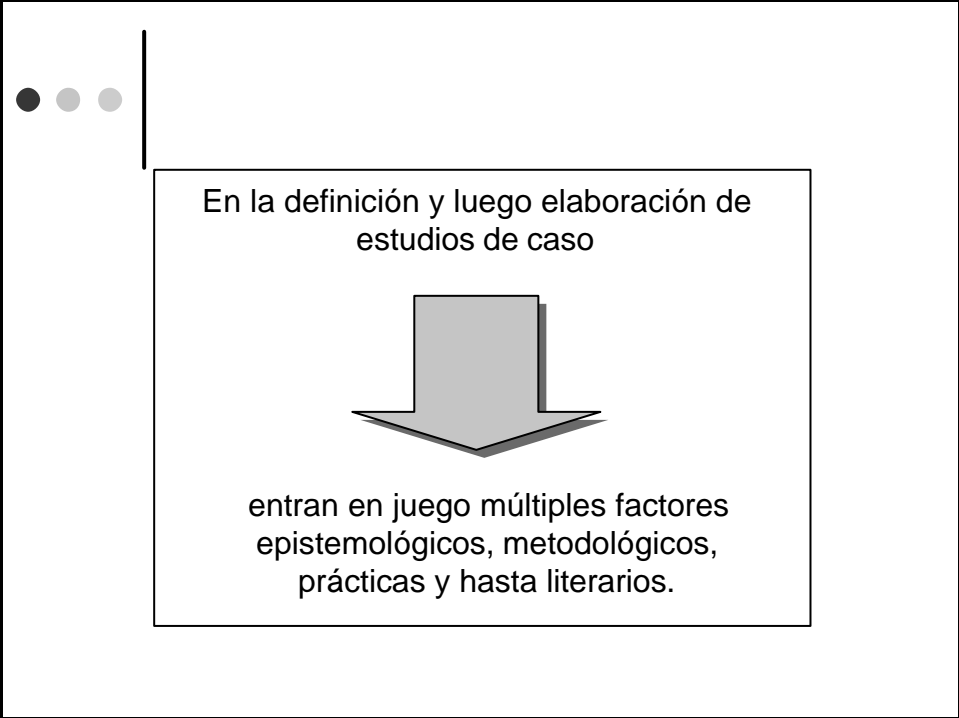 En la definición y luego elaboración de
estudios de caso
entran en juego múltiples factores
epistemológicos, metodológicos,
prácticas y hasta literarios.